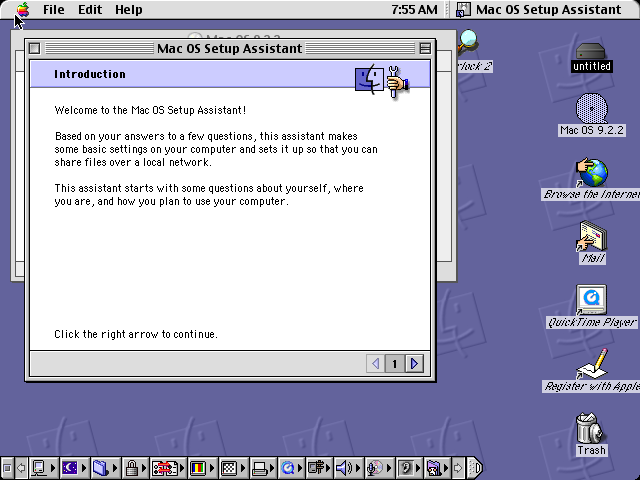 File Edit Help 7:55 AM Mac OS Setup Assistant
Mac OS 9.2.2
Mac OS Setup Assistant
Introduction
Welcome to the Mac OS Setup Assistant!
Based on your answers to a few questions, this assistant makes
some basic settings on your computer and sets it up so that you can
share files over a local network.
This assistant starts with some questions about yourself, where
you are, and how you plan to use your computer.
Click the right arrow to continue.
1
rlock 2
untitled
Mac OS 9.2.2
Browse the Internet
Mail
QuickTime Player
Register with Apple
Trash